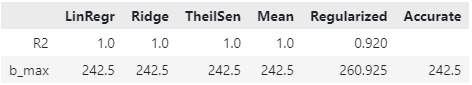 LinRegr Ridge TheilSen Mean Regularized Accurate
R2 1.0 1.0 1.0 1.0 0.920
b_max 242.5 242.5 242.5 242.5 260.925 242.5